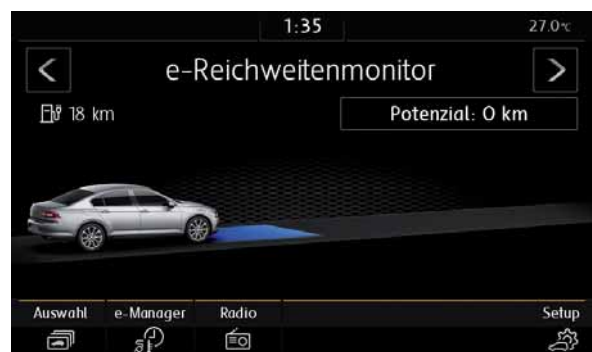 1:35
27.0°C
e-Reichweitenmonitor
18 km
Potenzial: 0 km
Auswahl e-Manager Radio Setup